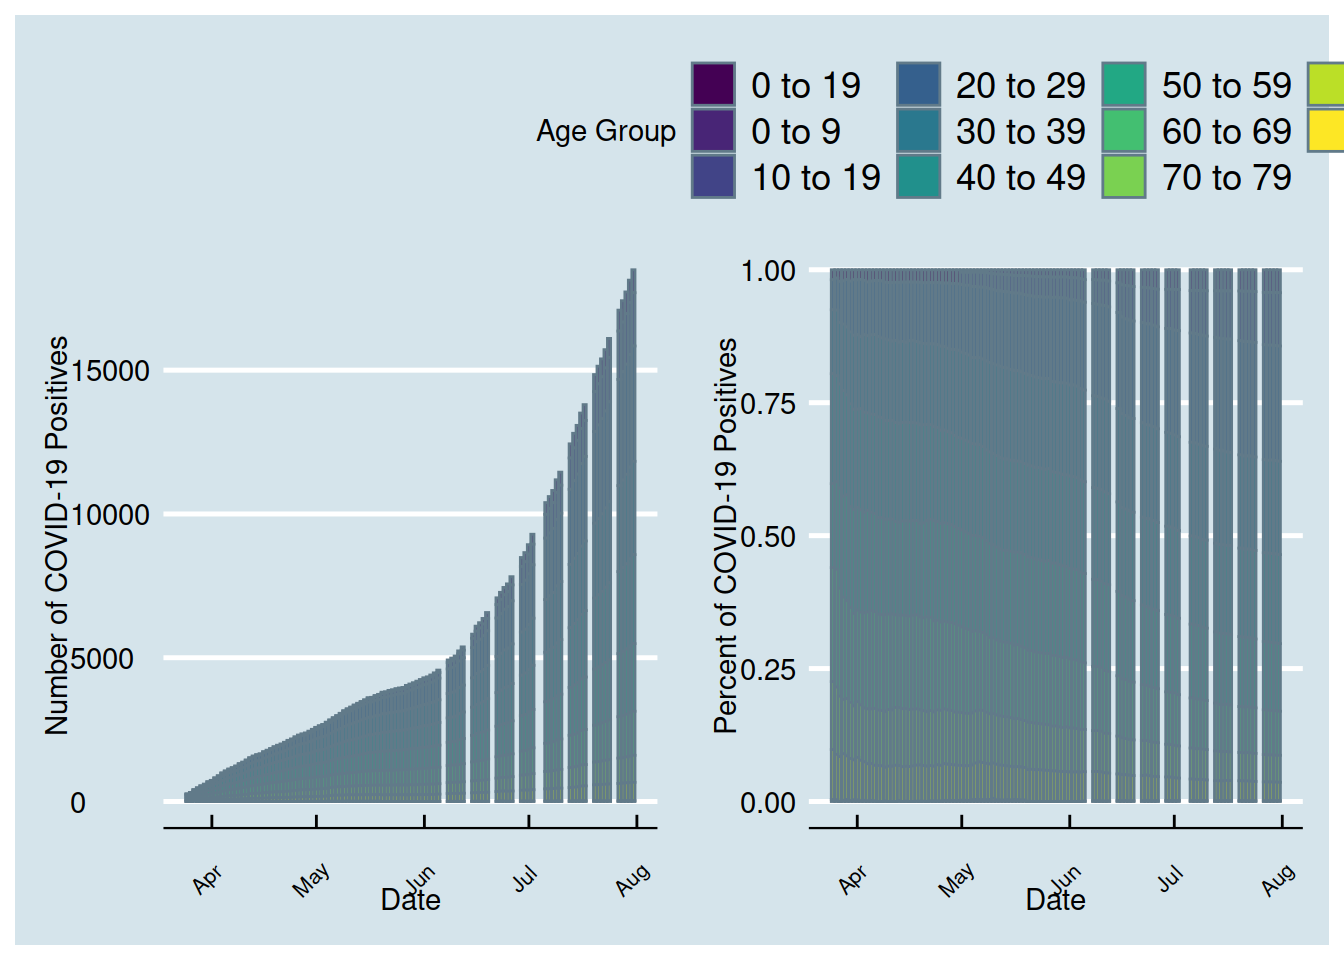 Age Group
0 to 19
0 to 9
10 to 19
20 to 29
30 to 39
40 to 49
50 to 59
60 to 69
70 to 79
Number of COVID-19 Positives
15000
10000
5000
0
Apr
May
Jun
Jul
Aug
Date
Percent of COVID-19 Positives
1.00
0.75
0.50
0.25
0.00
Apr
May
Jun
Jul
Aug
Date